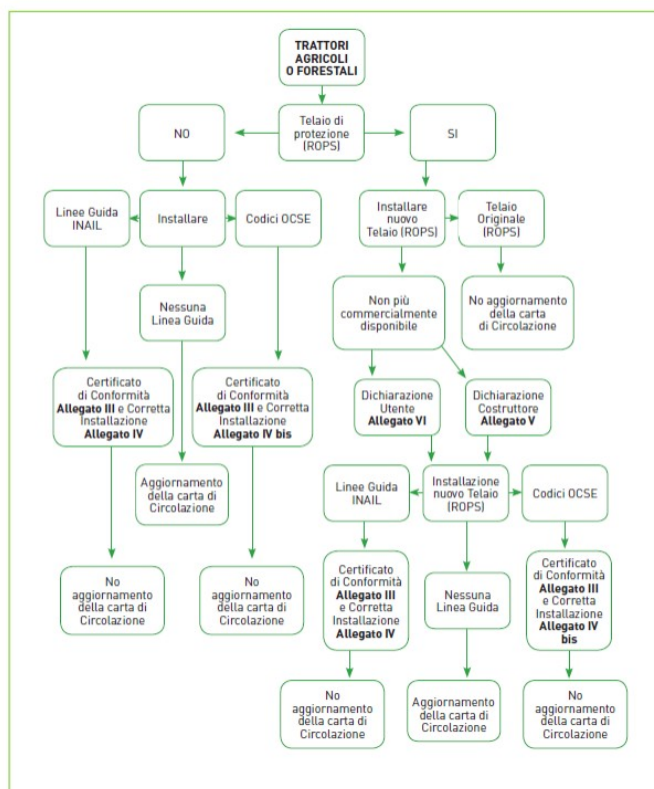 TRATTORI
AGRICOLI
O FORESTALI
NO
Telaio di
protezione
(ROPS)
SI
Linee Guida
INAIL
Installare
Codici OCSE
Installare
nuovo
Telaio (ROPS)
Telaio
Originale
(ROPS)
Nessuna
Linea Guida
Non più
commercialmente
disponibile
No aggiornamento
della carta
di Circolazione
Certificato
di Conformità
Allegato III e Corretta
Installazione
Allegato IV
Certificato
di Conformità
Allegato III e Corretta
Installazione
Allegato IV bis
Dichiarazione
Utente
Allegato VI
Dichiarazione
Costruttore
Allegato V
Aggiornamento
della carta di
Circolazione
Linee Guida
INAIL
Installazione
nuovo Telaio
(ROPS)
Codici OCSE
No
aggiornamento
della carta di
Circolazione
No
aggiornamento
della carta di
Circolazione
Certificato
di Conformità
Allegato III
e Corretta
Installazione
Allegato IV
Nessuna
Linea Guida
Certificato
di Conformità
Allegato III
e Corretta
Installazione
Allegato IV
bis
No
aggiornamento
della carta di
Circolazione
Aggiornamento
della carta di
Circolazione
No
aggiornamento
della carta di
Circolazione